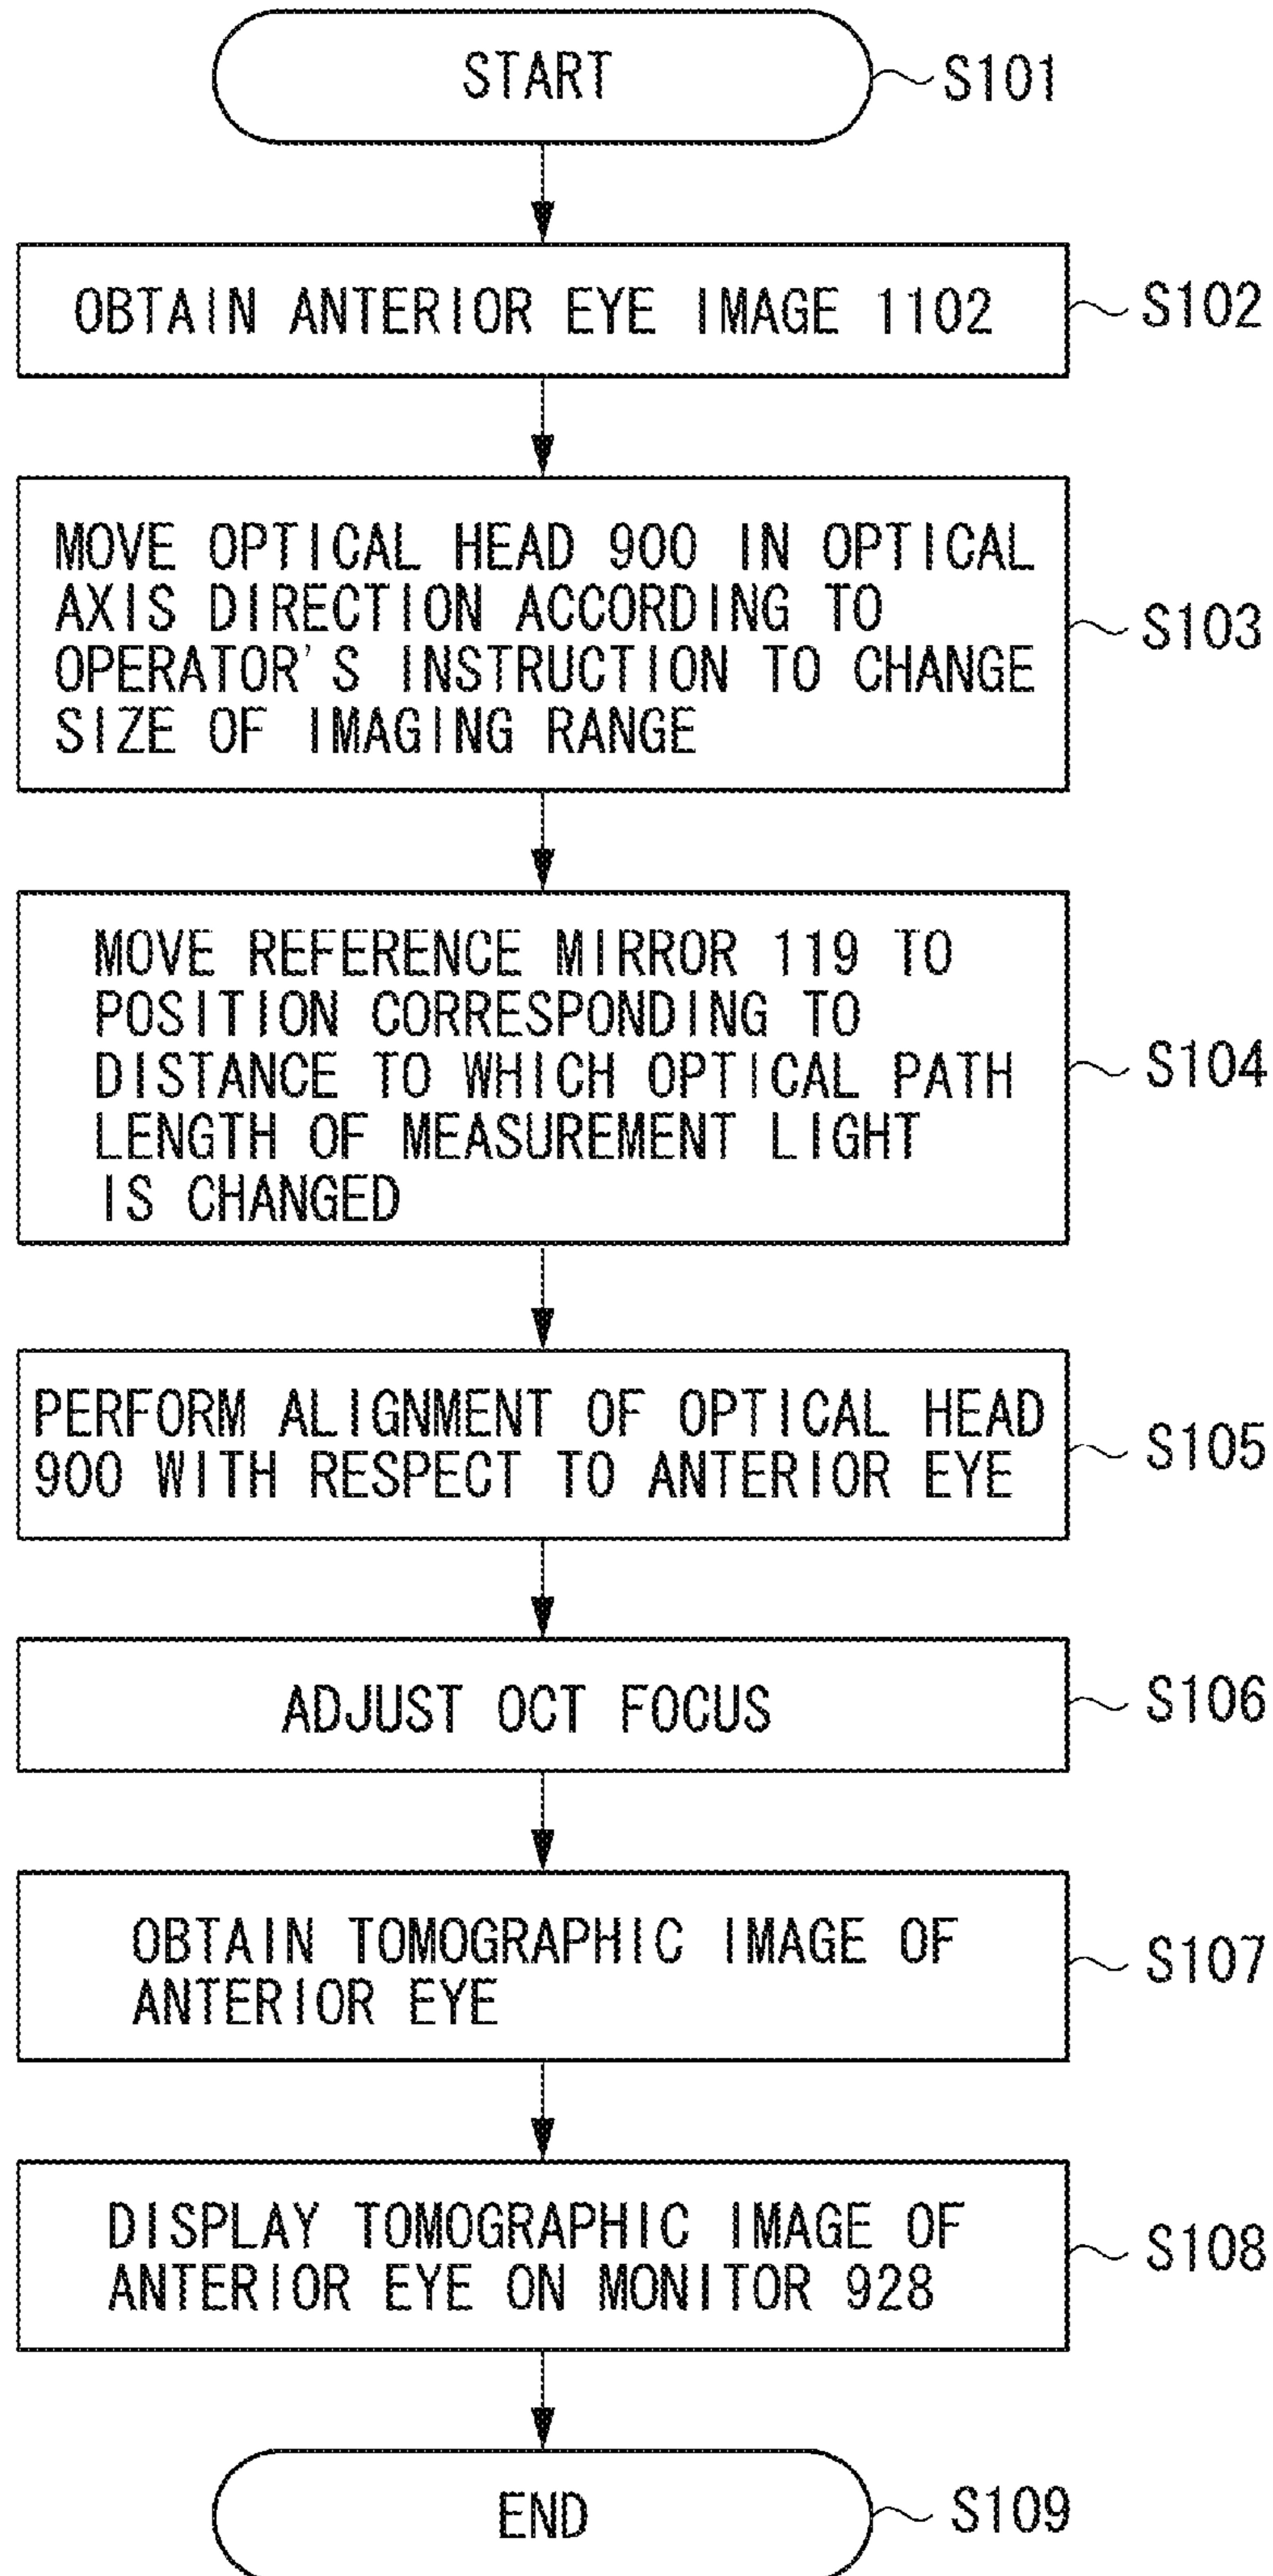 START
S101
OBTAIN ANTERIOR EYE IMAGE 1102
S102
MOVE OPTICAL HEAD 900 IN OPTICAL
AXIS DIRECTION ACCORDING TO
OPERATOR'S INSTRUCTION TO CHANGE
SIZE OF IMAGING RANGE
S103
MOVE REFERENCE MIRROR 119 TO
POSITION CORRESPONDING TO
DISTANCE TO WHICH OPTICAL PATH
LENGTH OF MEASUREMENT LIGHT
IS CHANGED
S104
PERFORM ALIGNMENT OF OPTICAL HEAD
900 WITH RESPECT TO ANTERIOR EYE
S105
ADJUST OCT FOCUS
S106
OBTAIN TOMOGRAPHIC IMAGE OF
ANTERIOR EYE
S107
DISPLAY TOMOGRAPHIC IMAGE OF
ANTERIOR EYE ON MONITOR 928
S108
END
S109